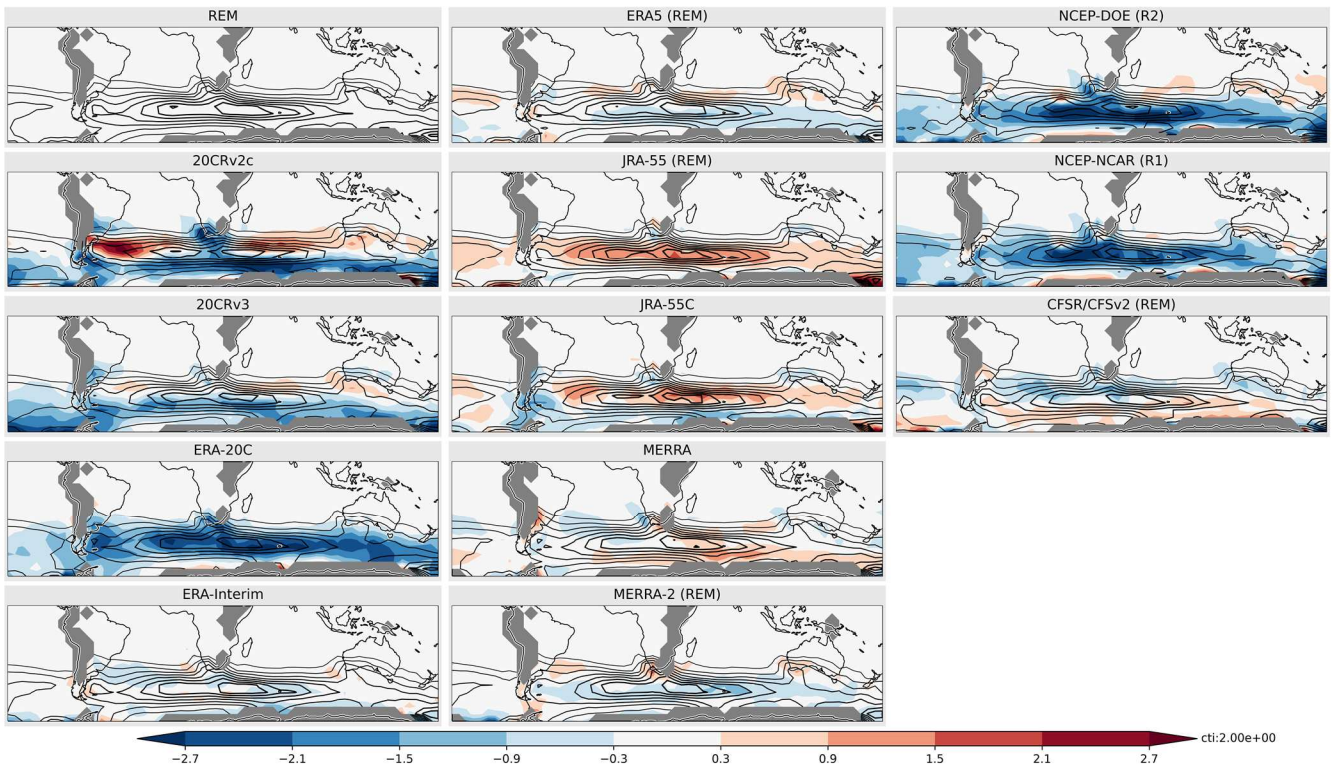 REM
ERA5 (REM)
NCEP-DOE (R2)
20CRv2c
JRA-55 (REM)
NCEP-NCAR (R1)
20CRv3
JRA-55C
CFSR/CFSv2 (REM)
ERA-20C
MERRA
ERA-Interim
MERRA-2 (REM)
−2.7 −2.1 −1.5 −0.9 −0.3 0.3 0.9 1.5 2.1 2.7 cti:2.00e+00